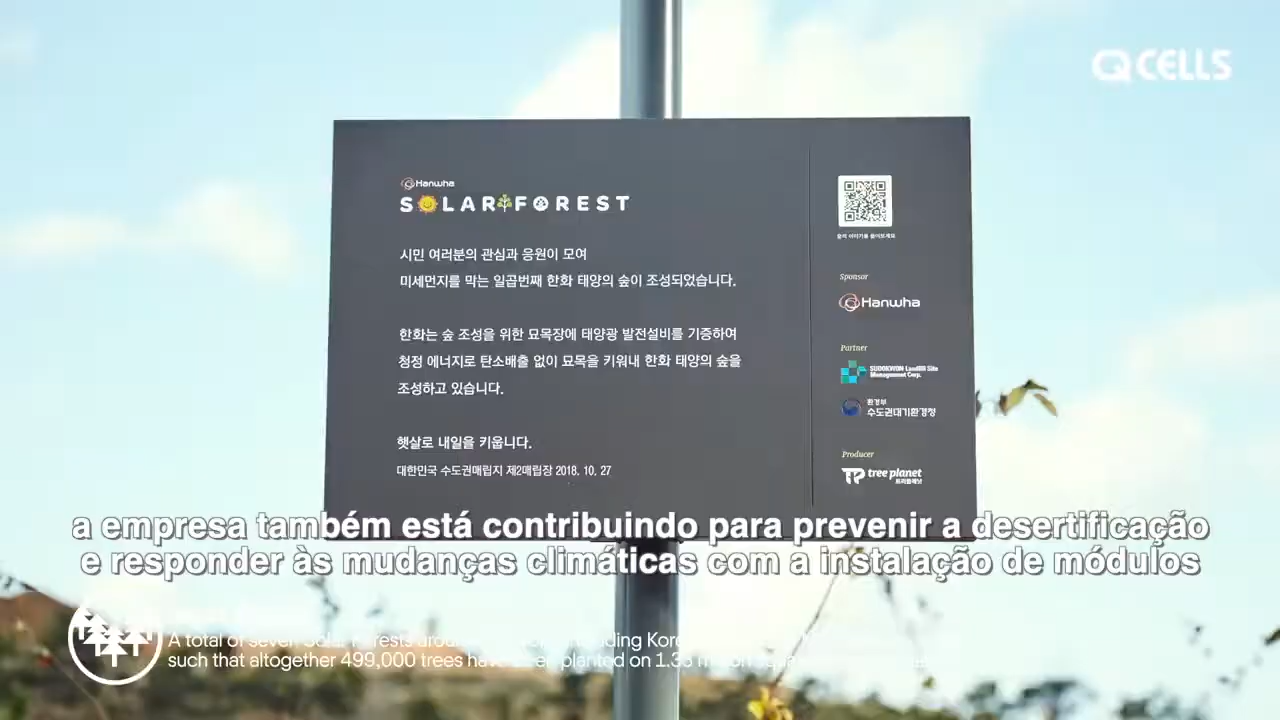 Q CELLS
Hanwha
SOLAR FOREST
시민 여러분의 관심과 응원이 모여
미세먼지를 막는 일곱번째 한화 태양의 숲이 조성되었습니다.
한화는 숲 조성을 위한 묘목장에 태양광 발전설비를 기증하여
청정 에너지로 탄소배출 없이 묘목을 키워내 한화 태양의 숲을
조성하고 있습니다.
햇살로 내일을 키웁니다.
대한민국 수도권매립지 제2매립장 2018. 10. 27
Sponsor
Hanwha
Partner
SUDOKWON Landfill Site
Management Corp.
환경부
수도권대기환경청
Producer
TP tree planet
트리플래닛
a empresa também está contribuindo para prevenir a desertificação
e responder às mudanças climáticas com a instalação de módulos
A total of seven Solar Forests
such that altogether 499,000 trees have been planted on